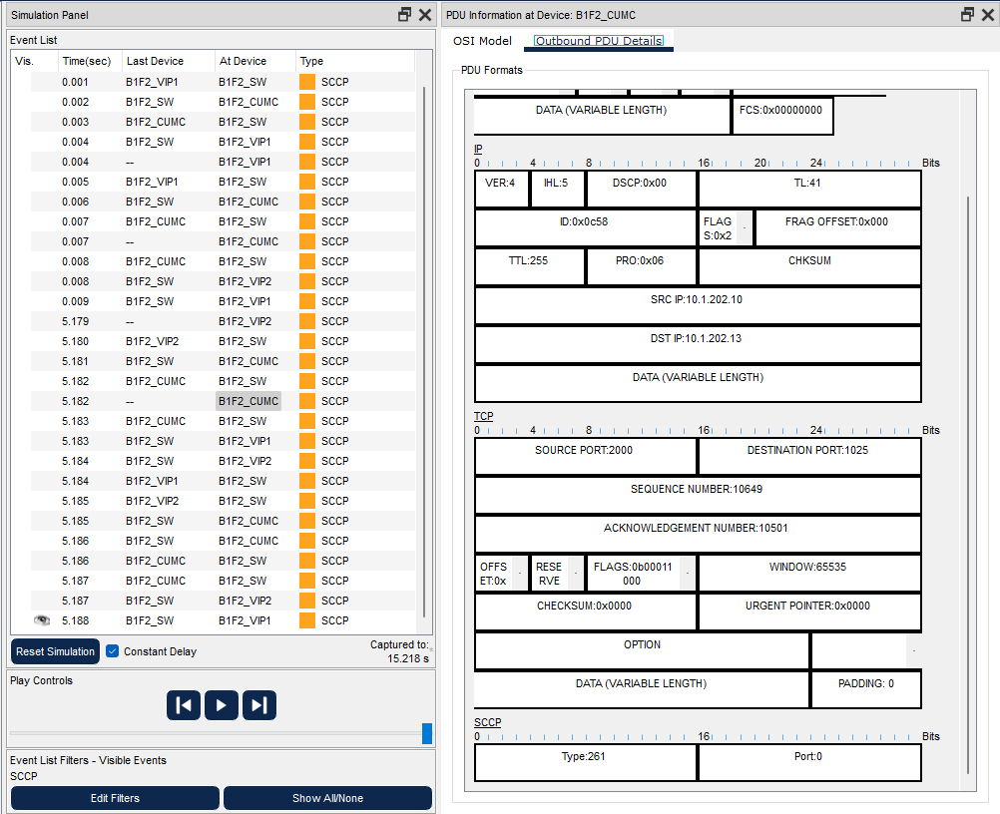 Simulation Panel
Event List
Vis. Time(sec) Last Device At Device Type
0.001 B1F2_VIP1 B1F2_SW SCCP
0.002 B1F2_SW B1F2_CUMC SCCP
0.003 B1F2_CUMC B1F2_SW SCCP
0.004 B1F2_SW B1F2_VIP1 SCCP
0.004 -- B1F2_VIP1 SCCP
0.005 B1F2_VIP1 B1F2_SW SCCP
0.006 B1F2_SW B1F2_CUMC SCCP
0.007 B1F2_CUMC B1F2_SW SCCP
0.007 -- B1F2_CUMC SCCP
0.008 B1F2_CUMC B1F2_SW SCCP
0.008 B1F2_SW B1F2_VIP2 SCCP
0.009 B1F2_SW B1F2_VIP1 SCCP
5.179 -- B1F2_VIP2 SCCP
5.180 B1F2_VIP2 B1F2_SW SCCP
5.181 B1F2_SW B1F2_CUMC SCCP
5.182 B1F2_CUMC B1F2_SW SCCP
5.182 -- B1F2_CUMC SCCP
5.183 B1F2_CUMC B1F2_SW SCCP
5.183 B1F2_SW B1F2_VIP1 SCCP
5.184 B1F2_SW B1F2_VIP2 SCCP
5.184 B1F2_VIP1 B1F2_SW SCCP
5.185 B1F2_VIP2 B1F2_SW SCCP
5.185 B1F2_SW B1F2_CUMC SCCP
5.186 B1F2_SW B1F2_CUMC SCCP
5.186 B1F2_CUMC B1F2_SW SCCP
5.187 B1F2_CUMC B1F2_SW SCCP
5.187 B1F2_SW B1F2_VIP2 SCCP
5.188 B1F2_SW B1F2_VIP1 SCCP
Reset Simulation Constant Delay Captured to:
15.218 s
Play Controls
Event List Filters - Visible Events
SCCP
Edit Filters Show All/None
PDU Information at Device: B1F2_CUMC
OSI Model Outbound PDU Details
PDU Formats
DATA (VARIABLE LENGTH) FCS:0x00000000
IP
0 4 8 16 20 24 Bits
VER:4 IHL:5 DSCP:0x00 TL:41
ID:0x0c58 FLAG
S:0x2 FRAG OFFSET:0x000
TTL:255 PRO:0x06 CHKSUM
SRC IP:10.1.202.10
DST IP:10.1.202.13
DATA (VARIABLE LENGTH)
TCP
0 4 8 16 24 Bits
SOURCE PORT:2000 DESTINATION PORT:1025
SEQUENCE NUMBER:10649
ACKNOWLEDGEMENT NUMBER:10501
OFFS RESE FLAGS:0b00011 WINDOW:65535
ET:0x RVE 000
CHECKSUM:0x0000 URGENT POINTER:0x0000
OPTION
DATA (VARIABLE LENGTH) PADDING: 0
SCCP
0 16 Bits
Type:261 Port:0